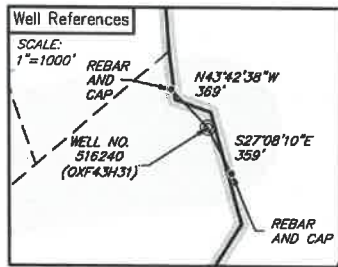 Well References
SCALE:
1"=1000'
REBAR
AND CAP
N43°42'38"W
369'
WELL NO.
516240
(OXF43H31)
S27°08'10"E
359'
REBAR
AND CAP